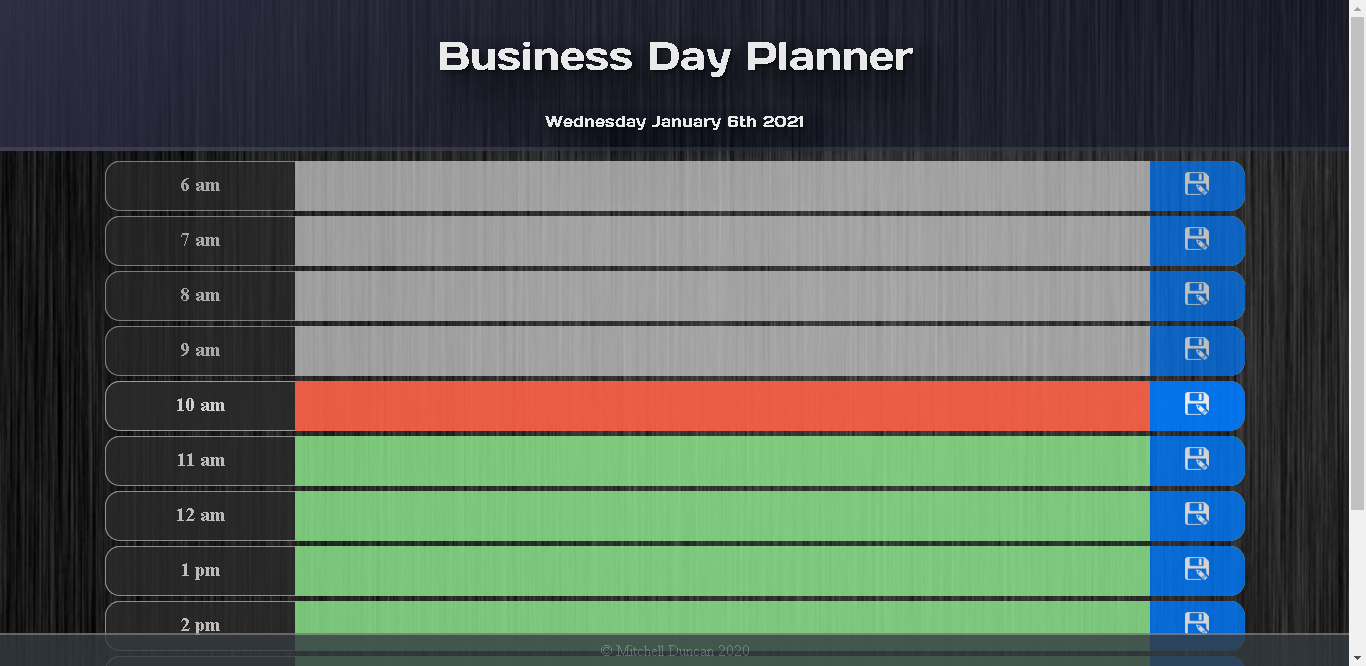 Business Day Planner
Wednesday January 6th 2021
6 am
7 am
8 am
9 am
10 am
11 am
12 am
1 pm
2 pm
© Mitchell Duncan 2020